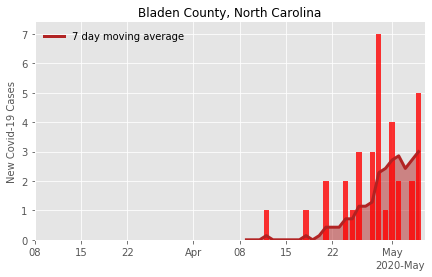 Bladen County, North Carolina
7 day moving average
New Covid-19 Cases
7
6
5
4
3
2
1
0
08 15 22 Apr 08 15 22 May
2020-May